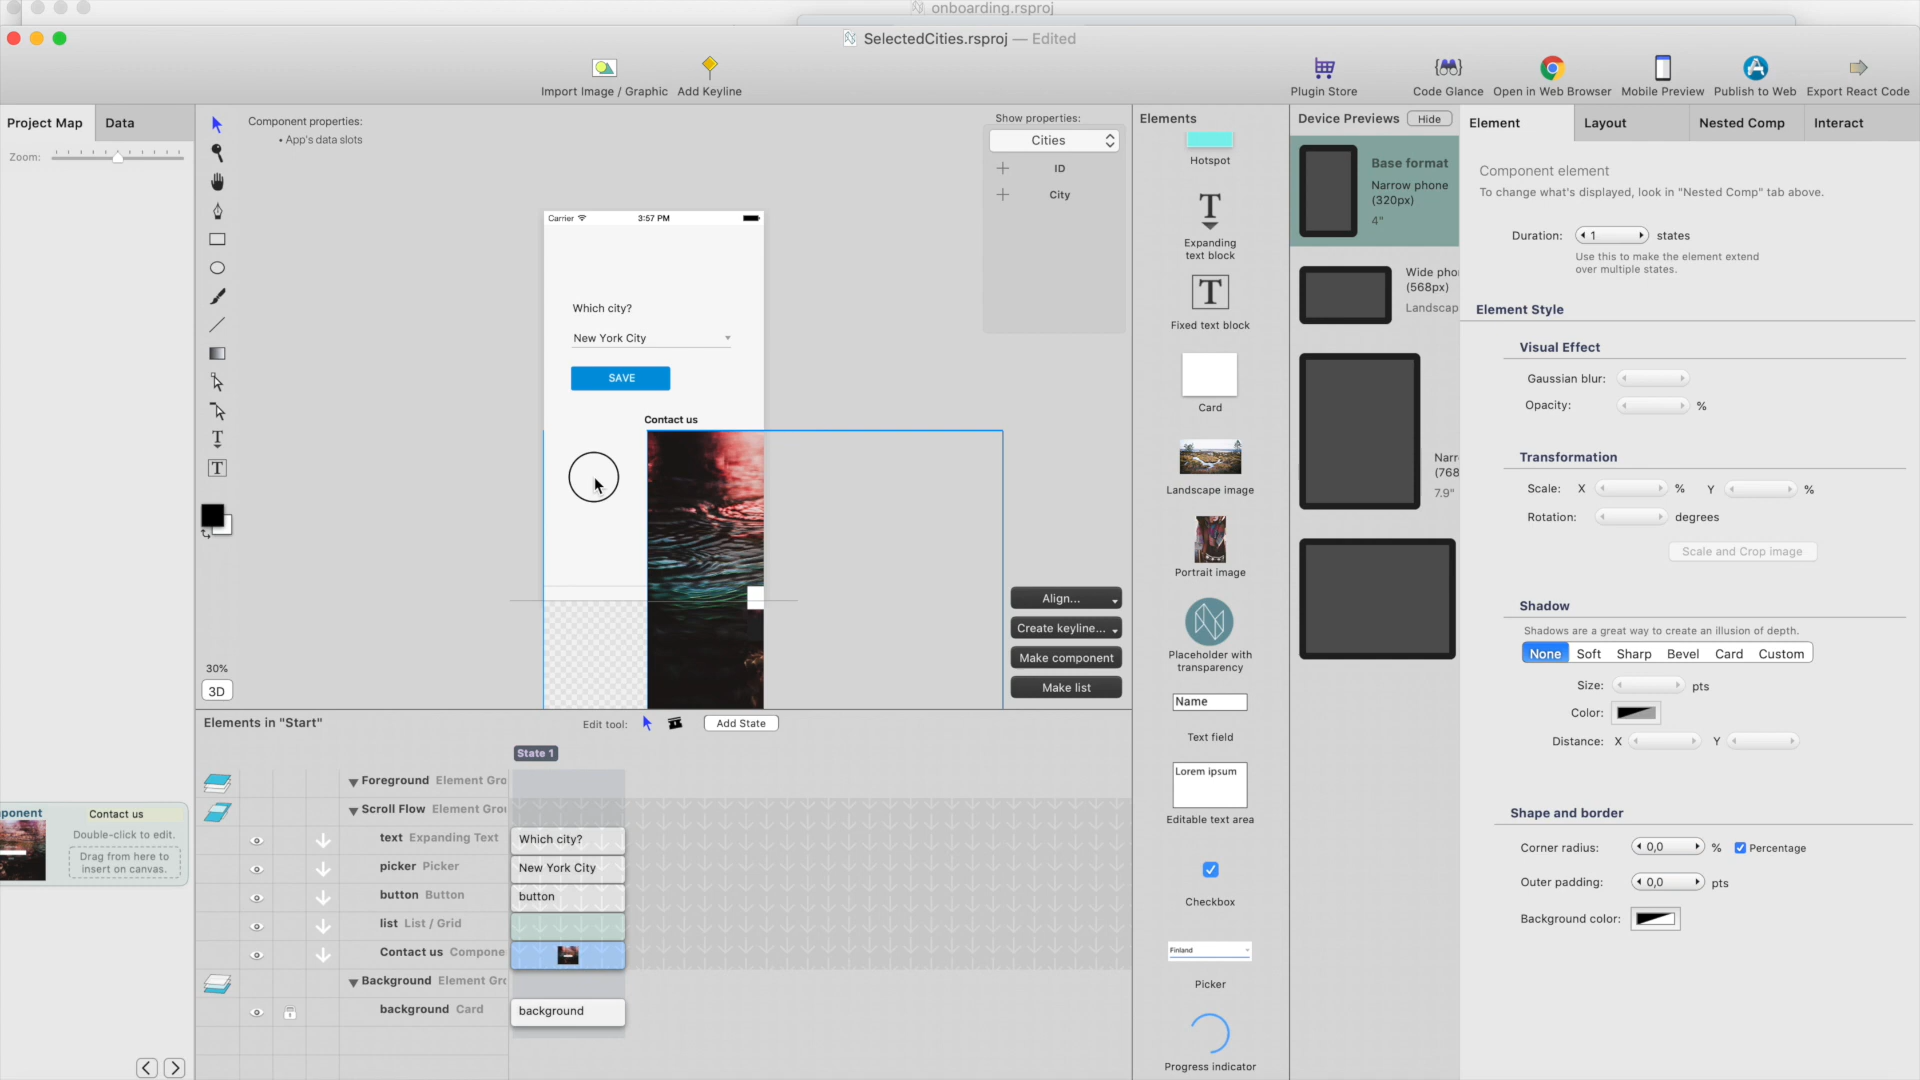 onboarding.rsproj
SelectedCities.rsproj — Edited
Import Image / Graphic
Add Keyline
Plugin Store
Code Glance
Open in Web Browser
Mobile Preview
Publish to Web
Export React Code
Project Map
Data
Zoom:
Component properties:
• App's data slots
Show properties:
Cities
ID
City
Carrier
3:57 PM
Which city?
New York City
SAVE
Contact us
Align...
Create keyline...
Make component
Make list
30%
3D
Elements
Hotspot
T
Expanding
text block
T
Fixed text block
Card
Landscape image
Portrait image
Placeholder with
transparency
Name
Text field
Lorem ipsum
Editable text area
Checkbox
Finland
Picker
Progress indicator
Device Previews
Hide
Base format
Narrow phone
(320px)
4"
Wide pho
(568px)
Landscap
Narr
(768
7.9"
Element
Layout
Nested Comp
Interact
Component element
To change what's displayed, look in "Nested Comp" tab above.
Duration: 1 states
Use this to make the element extend
over multiple states.
Element Style
Visual Effect
Gaussian blur:
Opacity: %
Transformation
Scale: X % Y %
Rotation: degrees
Scale and Crop image
Shadow
Shadows are a great way to create an illusion of depth.
None Soft Sharp Bevel Card Custom
Size: pts
Color:
Distance: X Y
Shape and border
Corner radius: 0,0 % Percentage
Outer padding: 0,0 pts
Background color:
Elements in "Start"
Edit tool:
Add State
State 1
Foreground Element Gro
Scroll Flow Element Grou
text Expanding Text
Which city?
picker Picker
New York City
button Button
button
list List / Grid
Contact us Compone
Background Element Gro
background Card
background
ponent
Contact us
Double-click to edit.
Drag from here to
insert on canvas.